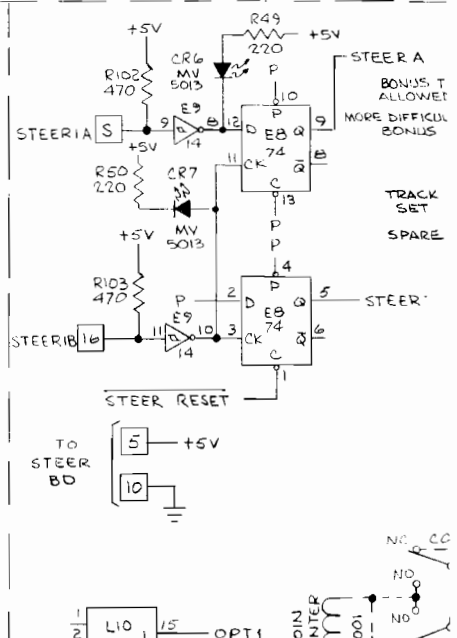 R49
+5V
220
+5V
CR6
MV
5013
R102
470
P
10
STEER A
BONUS T
ALLOWE
MORE DIFFICUL
BONUS
STEER1A
S
9
E9
14
8
12
D
P
E8
74
Q
9
Q̅
8
11
CK
C
13
+5V
R50
220
CR7
MV
5013
P
P
TRACK
SET
SPARE
+5V
R103
470
P
4
P
2
D
E8
74
Q
5
STEER
E9
STEER1B
16
11
14
10
3
CK
Q̅
6
C
1
STEER RESET
TO
STEER
BD
5
+5V
10
NC
NO
NO
1
2
L10
15
OPT1
001